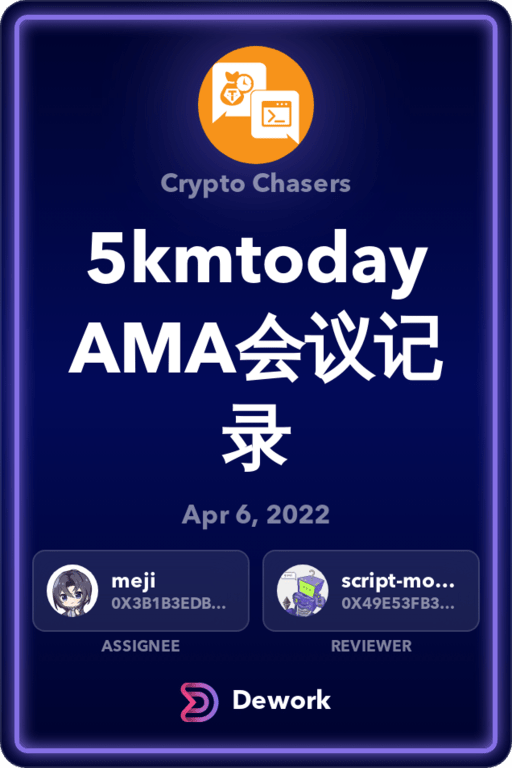 Crypto Chasers
5kmtoday
AMA会议记
录
Apr 6, 2022
meji
0X3B1B3EDB...
ASSIGNEE
script-mo...
0X49E53FB3...
REVIEWER
Dework